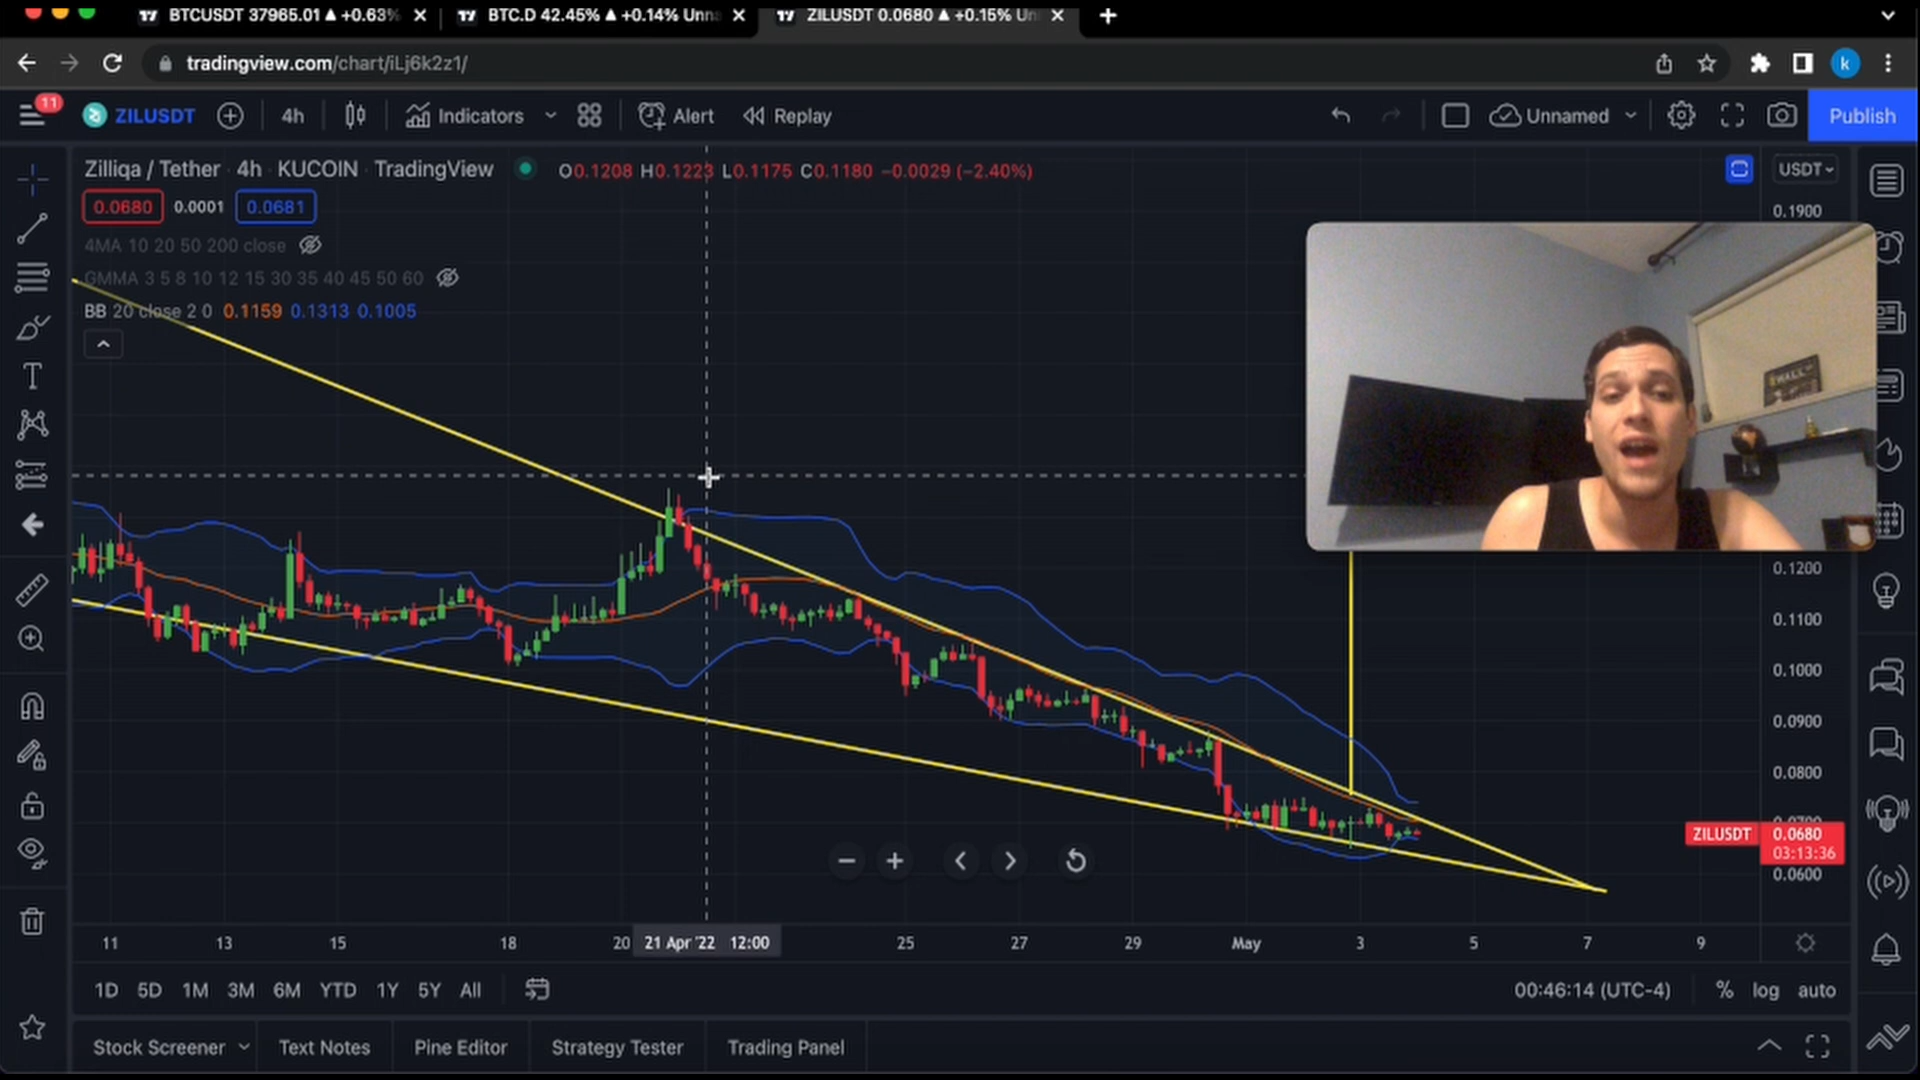 BTCUSDT 37965.01 ▲ +0.63%
BTC.D 42.45% ▲ +0.14% Unna
ZILUSDT 0.0680 ▲ +0.15% Un
tradingview.com/chart/iLj6k2z1/
k
11
ZILUSDT
4h
Indicators
Alert
Replay
Unnamed
Publish
Zilliqa / Tether · 4h · KUCOIN · TradingView
O0.1208 H0.1223 L0.1175 C0.1180 −0.0029 (−2.40%)
USDT
0.0680
0.0001
0.0681
4MA 10 20 50 200 close
GMMA 3 5 8 10 12 15 30 35 40 45 50 60
BB 20 close 2 0 0.1159 0.1313 0.1005
0.1900
WALL
0.1200
0.1100
0.1000
0.0900
0.0800
0.0700
ZILUSDT 0.0680
03:13:36
0.0600
11
13
15
18
20
21 Apr '22 12:00
25
27
29
May
3
5
7
9
1D
5D
1M
3M
6M
YTD
1Y
5Y
All
00:46:14 (UTC-4)
%
log
auto
Stock Screener
Text Notes
Pine Editor
Strategy Tester
Trading Panel